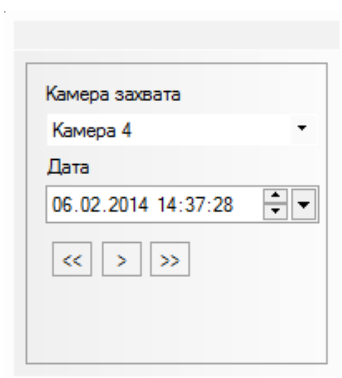 Камера захвата
Камера 4
Дата
06.02.2014 14:37:28
<< > >>